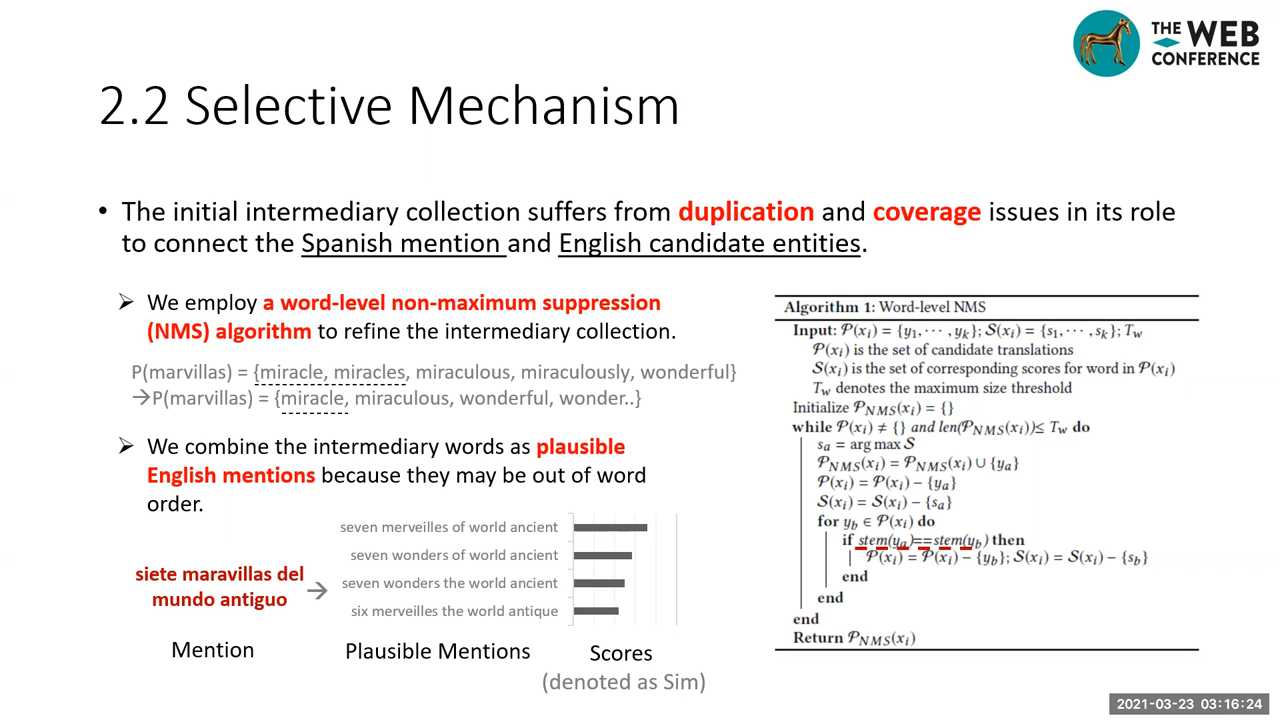 THE WEB
CONFERENCE
2.2 Selective Mechanism
• The initial intermediary collection suffers from duplication and coverage issues in its role
to connect the Spanish mention and English candidate entities.
➢ We employ a word-level non-maximum suppression
(NMS) algorithm to refine the intermediary collection.
P(marvillas) = {miracle, miracles, miraculous, miraculously, wonderful}
→P(marvillas) = {miracle, miraculous, wonderful, wonder..}
➢ We combine the intermediary words as plausible
English mentions because they may be out of word
order.
siete maravillas del
mundo antiguo
→
seven merveilles of world ancient
seven wonders of world ancient
seven wonders the world ancient
six merveilles the world antique
Mention
Plausible Mentions
Scores
(denoted as Sim)
Algorithm 1: Word-level NMS
Input: 𝒫(xᵢ) = {y₁, ⋯ , yₖ}; 𝒮(xᵢ) = {s₁, ⋯ , sₖ}; T_w
𝒫(xᵢ) is the set of candidate translations
𝒮(xᵢ) is the set of corresponding scores for word in 𝒫(xᵢ)
T_w denotes the maximum size threshold
Initialize 𝒫_NMS(xᵢ) = {}
while 𝒫(xᵢ) ≠ {} and len(𝒫_NMS(xᵢ)) ≤ T_w do
s_a = arg max 𝒮
𝒫_NMS(xᵢ) = 𝒫_NMS(xᵢ) ∪ {y_a}
𝒫(xᵢ) = 𝒫(xᵢ) − {y_a}
𝒮(xᵢ) = 𝒮(xᵢ) − {s_a}
for y_b ∈ 𝒫(xᵢ) do
if stem(y_a)==stem(y_b) then
𝒫(xᵢ) = 𝒫(xᵢ) − {y_b}; 𝒮(xᵢ) = 𝒮(xᵢ) − {s_b}
end
end
end
Return 𝒫_NMS(xᵢ)
2021-03-23 03:16:24